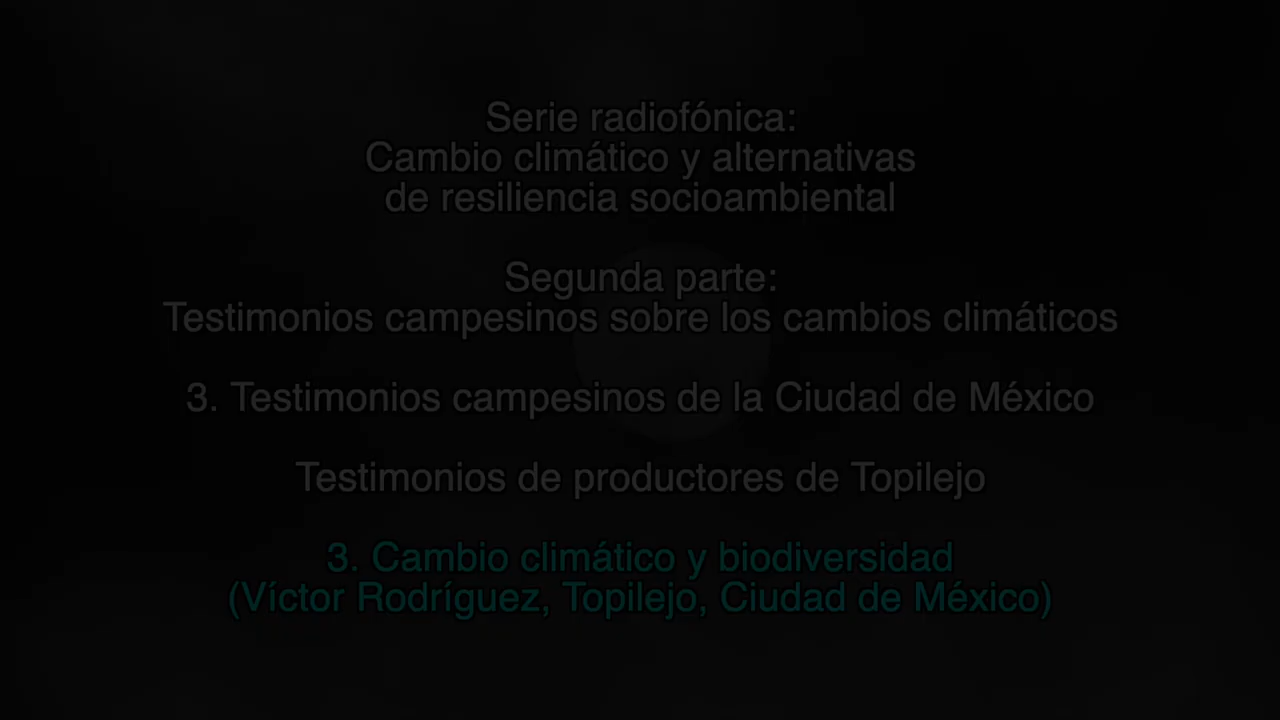 Serie radiofónica:
Cambio climático y alternativas
de resiliencia socioambiental
Segunda parte:
Testimonios campesinos sobre los cambios climáticos
3. Testimonios campesinos de la Ciudad de México
Testimonios de productores de Topilejo
3. Cambio climático y biodiversidad
(Víctor Rodríguez, Topilejo, Ciudad de México)